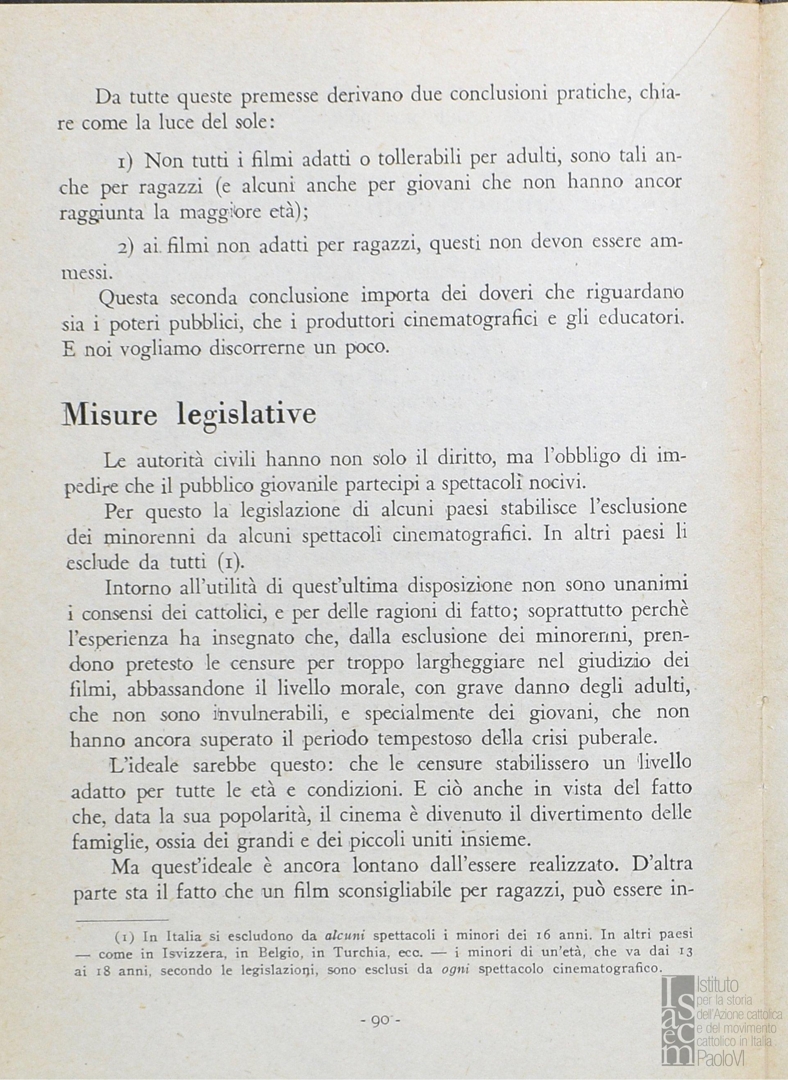 Da tutte queste premesse derivano due conclusioni pratiche, chia-
re come la luce del sole:
1) Non tutti i filmi adatti o tollerabili per adulti, sono tali an-
che per ragazzi (e alcuni anche per giovani che non hanno ancor
raggiunta la maggiore età);
2) ai filmi non adatti per ragazzi, questi non devon essere am-
messi.
Questa seconda conclusione importa dei doveri che riguardano
sia i poteri pubblici, che i produttori cinematografici e gli educatori.
E noi vogliamo discorrerne un poco.
Misure legislative
Le autorità civili hanno non solo il diritto, ma l'obbligo di im-
pedire che il pubblico giovanile partecipi a spettacoli nocivi.
Per questo la legislazione di alcuni paesi stabilisce l'esclusione
dei minorenni da alcuni spettacoli cinematografici. In altri paesi li
esclude da tutti (1).
Intorno all'utilità di quest'ultima disposizione non sono unanimi
i consensi dei cattolici, e per delle ragioni di fatto; soprattutto perchè
l'esperienza ha insegnato che, dalla esclusione dei minorenni, pren-
dono pretesto le censure per troppo largheggiare nel giudizio dei
filmi, abbassandone il livello morale, con grave danno degli adulti,
che non sono invulnerabili, e specialmente dei giovani, che non
hanno ancora superato il periodo tempestoso della crisi puberale.
L'ideale sarebbe questo: che le censure stabilissero un livello
adatto per tutte le età e condizioni. E ciò anche in vista del fatto
che, data la sua popolarità, il cinema è divenuto il divertimento delle
famiglie, ossia dei grandi e dei piccoli uniti insieme.
Ma quest'ideale è ancora lontano dall'essere realizzato. D'altra
parte sta il fatto che un film sconsigliabile per ragazzi, può essere in-
(1) In Italia si escludono da alcuni spettacoli i minori dei 16 anni. In altri paesi
— come in Isvizzera, in Belgio, in Turchia, ecc. — i minori di un'età, che va dai 13
ai 18 anni, secondo le legislazioni, sono esclusi da ogni spettacolo cinematografico.
- 90 -
Isacem
Istituto
per la storia
dell'Azione cattolica
e del movimento
cattolico in Italia
PaoloVI